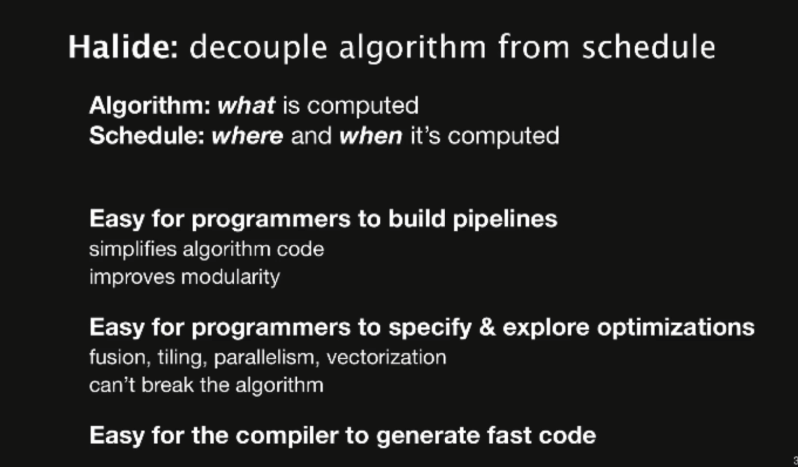 Halide: decouple algorithm from schedule
Algorithm: what is computed
Schedule: where and when it's computed
Easy for programmers to build pipelines
simplifies algorithm code
improves modularity
Easy for programmers to specify & explore optimizations
fusion, tiling, parallelism, vectorization
can't break the algorithm
Easy for the compiler to generate fast code
3